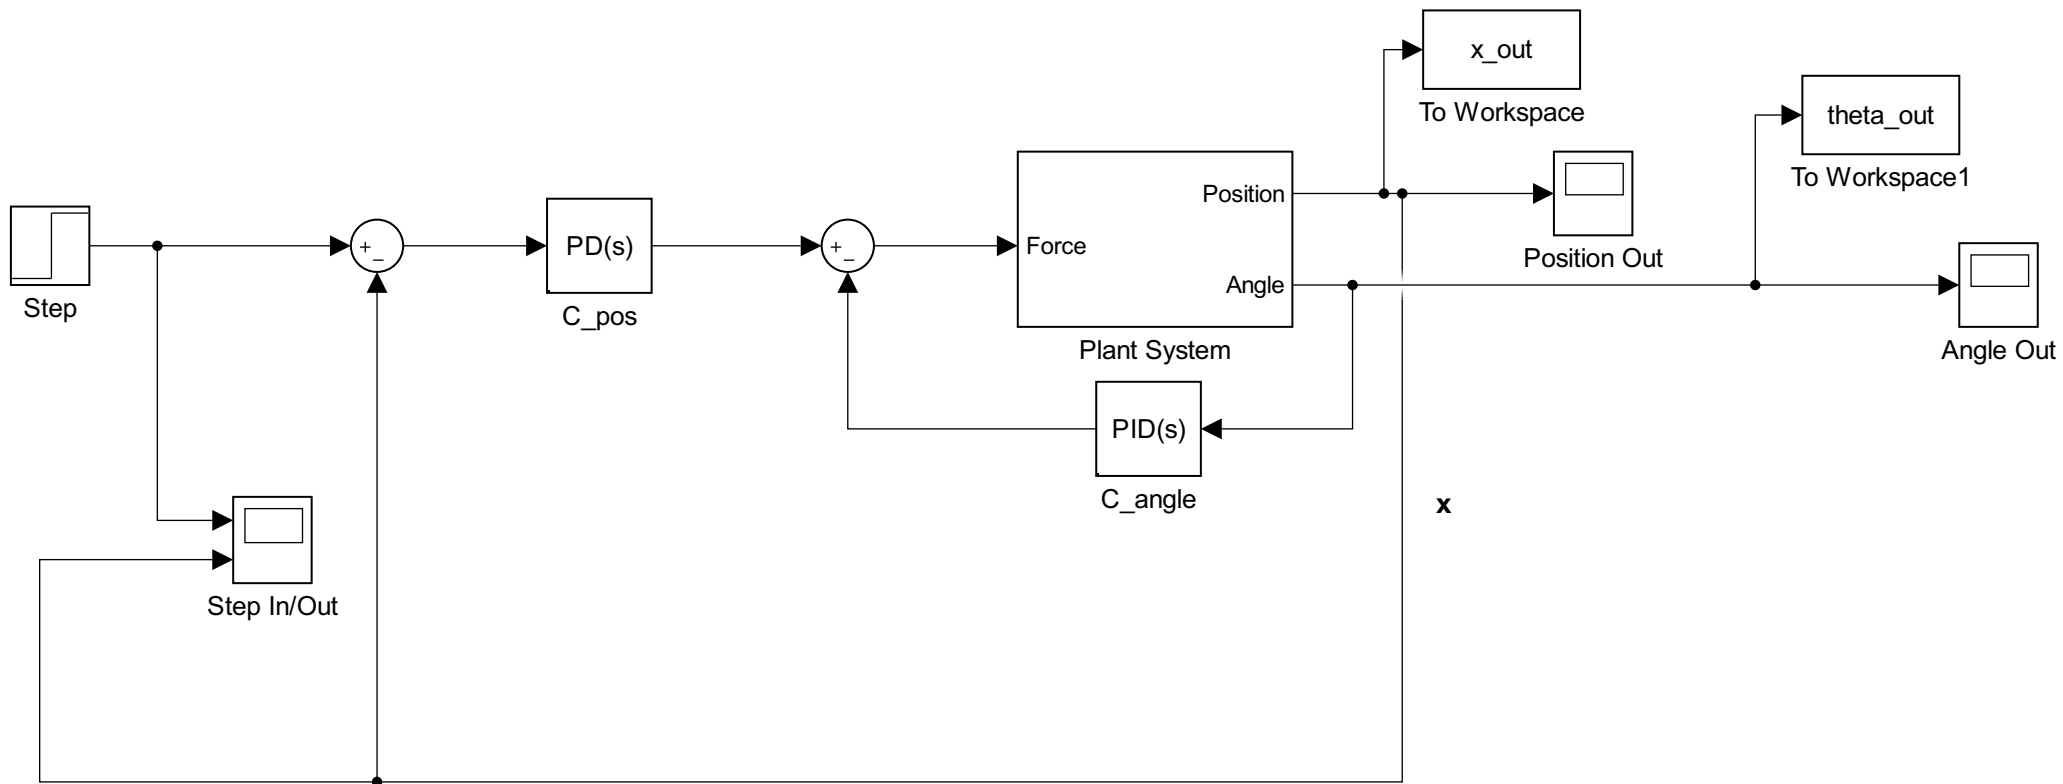 x_out
To Workspace
theta_out
To Workspace1
Position
Position Out
Step
+
−
PD(s)
C_pos
+
−
Force
Angle
Plant System
Angle Out
PID(s)
C_angle
x
Step In/Out